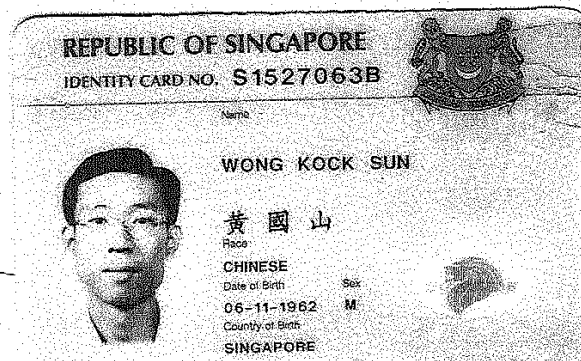 REPUBLIC OF SINGAPORE
IDENTITY CARD NO. S1527063B
Name
WONG KOCK SUN
黃國山
Race
CHINESE
Date of Birth Sex
06-11-1962 M
Country of Birth
SINGAPORE